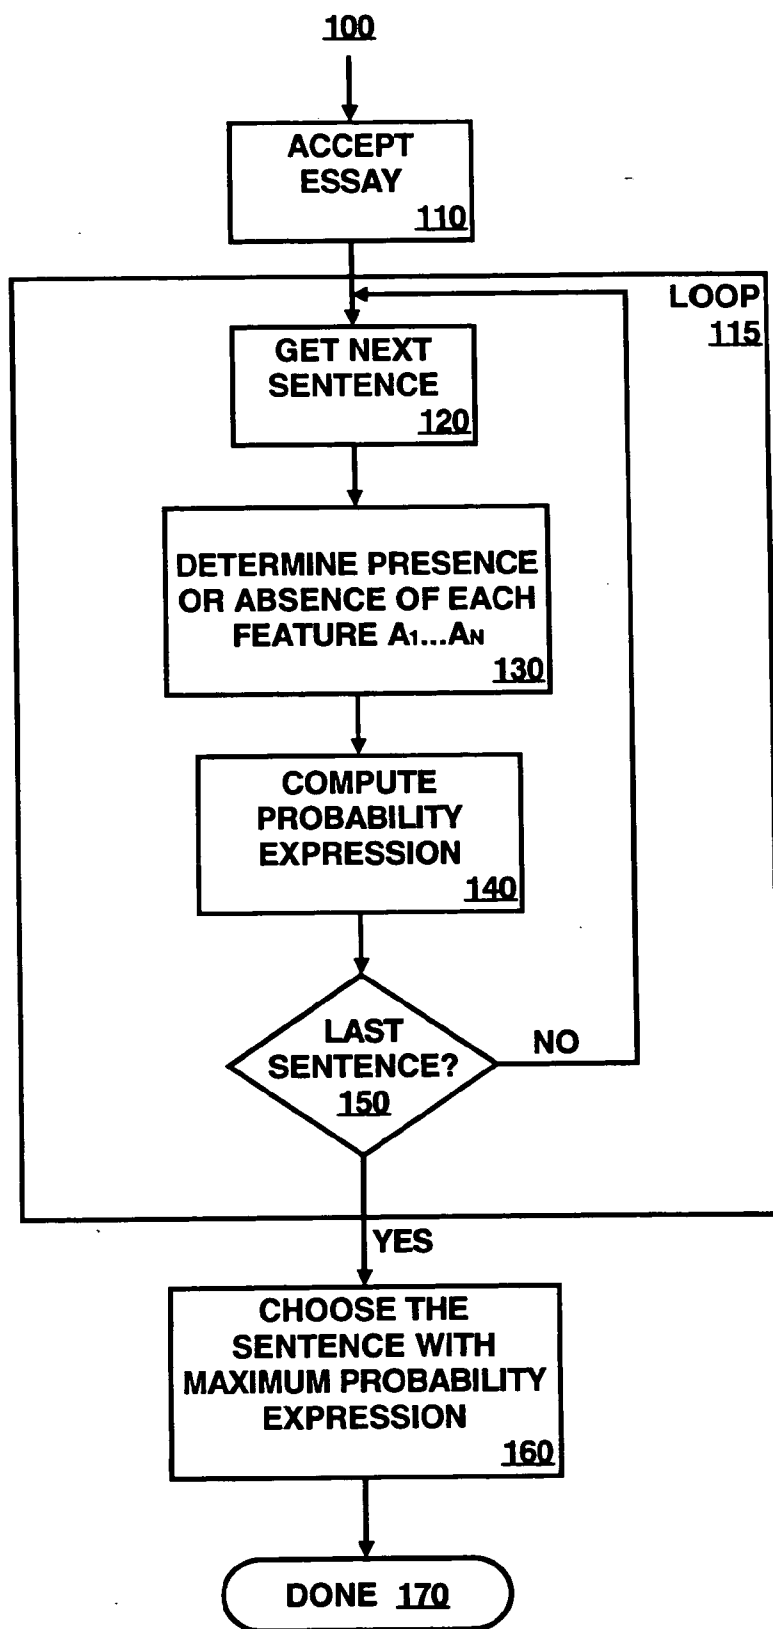 100
ACCEPT
ESSAY
110
LOOP
115
GET NEXT
SENTENCE
120
DETERMINE PRESENCE
OR ABSENCE OF EACH
FEATURE A1...AN
130
COMPUTE
PROBABILITY
EXPRESSION
140
LAST
SENTENCE?
150
NO
YES
CHOOSE THE
SENTENCE WITH
MAXIMUM PROBABILITY
EXPRESSION
160
DONE 170